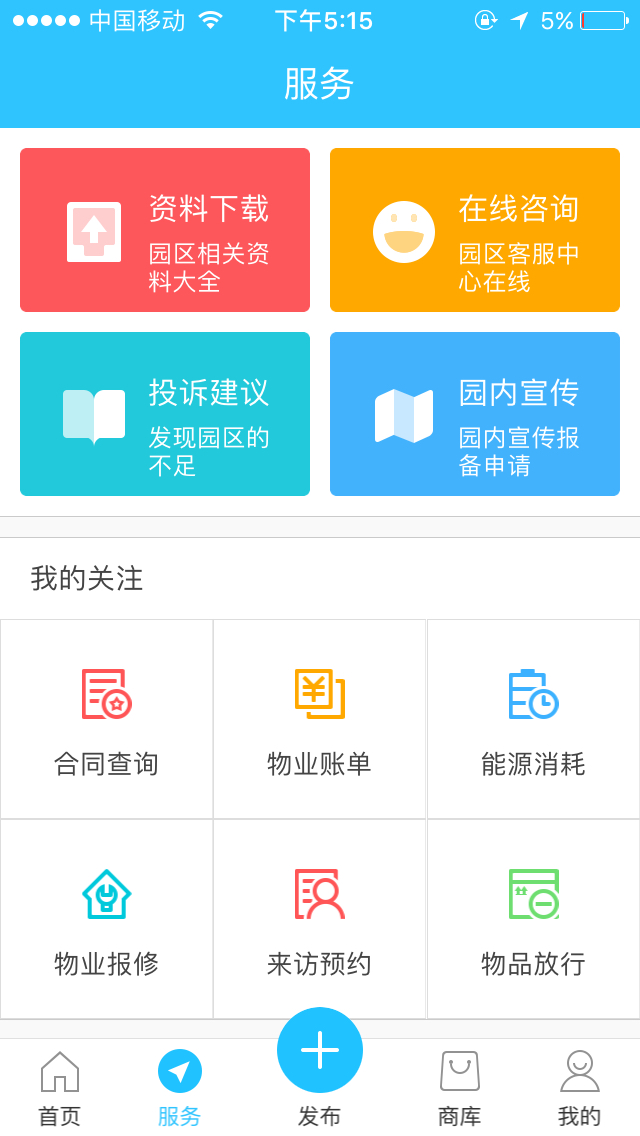 中国移动 下午5:15 5%
服务
资料下载
园区相关资
料大全
在线咨询
园区客服中
心在线
投诉建议
发现园区的
不足
园内宣传
园内宣传报
备申请
我的关注
合同查询 物业账单 能源消耗
物业报修 来访预约 物品放行
首页 服务 发布 商库 我的